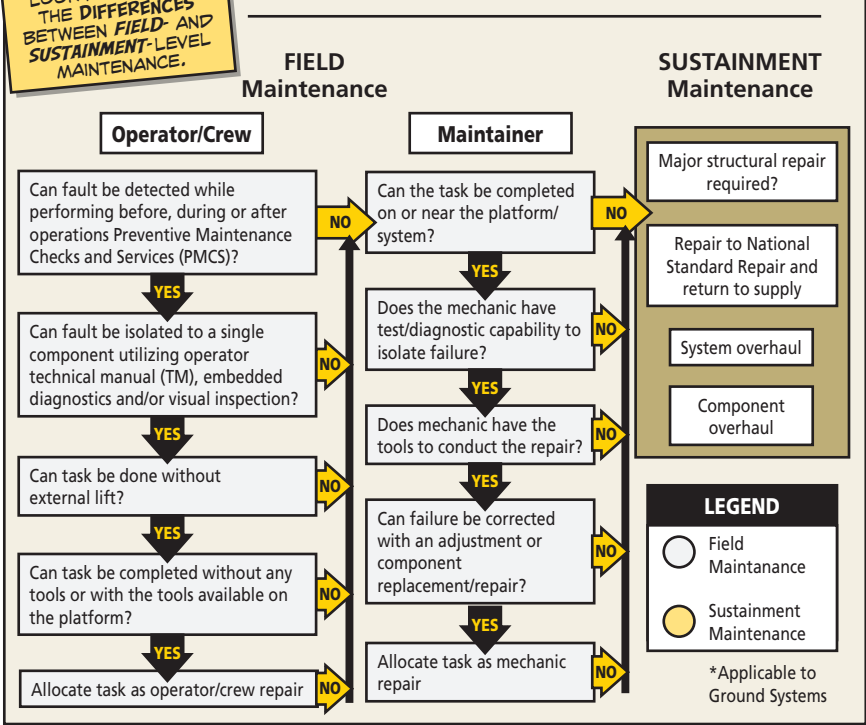 THE DIFFERENCES
BETWEEN FIELD- AND
SUSTAINMENT-LEVEL
MAINTENANCE.
FIELD
Maintenance
SUSTAINMENT
Maintenance
Operator/Crew
Can fault be detected while
performing before, during or after
operations Preventive Maintenance
Checks and Services (PMCS)?
NO
YES
Can fault be isolated to a single
component utilizing operator
technical manual (TM), embedded
diagnostics and/or visual inspection?
NO
YES
Can task be done without
external lift?
NO
YES
Can task be completed without any
tools or with the tools available on
the platform?
NO
YES
Allocate task as operator/crew repair
NO
Maintainer
Can the task be completed
on or near the platform/
system?
NO
YES
Does the mechanic have
test/diagnostic capability to
isolate failure?
NO
YES
Does mechanic have the
tools to conduct the repair?
NO
YES
Can failure be corrected
with an adjustment or
component
replacement/repair?
NO
YES
Allocate task as mechanic
repair
NO
Major structural repair
required?
Repair to National
Standard Repair and
return to supply
System overhaul
Component
overhaul
LEGEND
Field
Maintanance
Sustainment
Maintenance
*Applicable to
Ground Systems